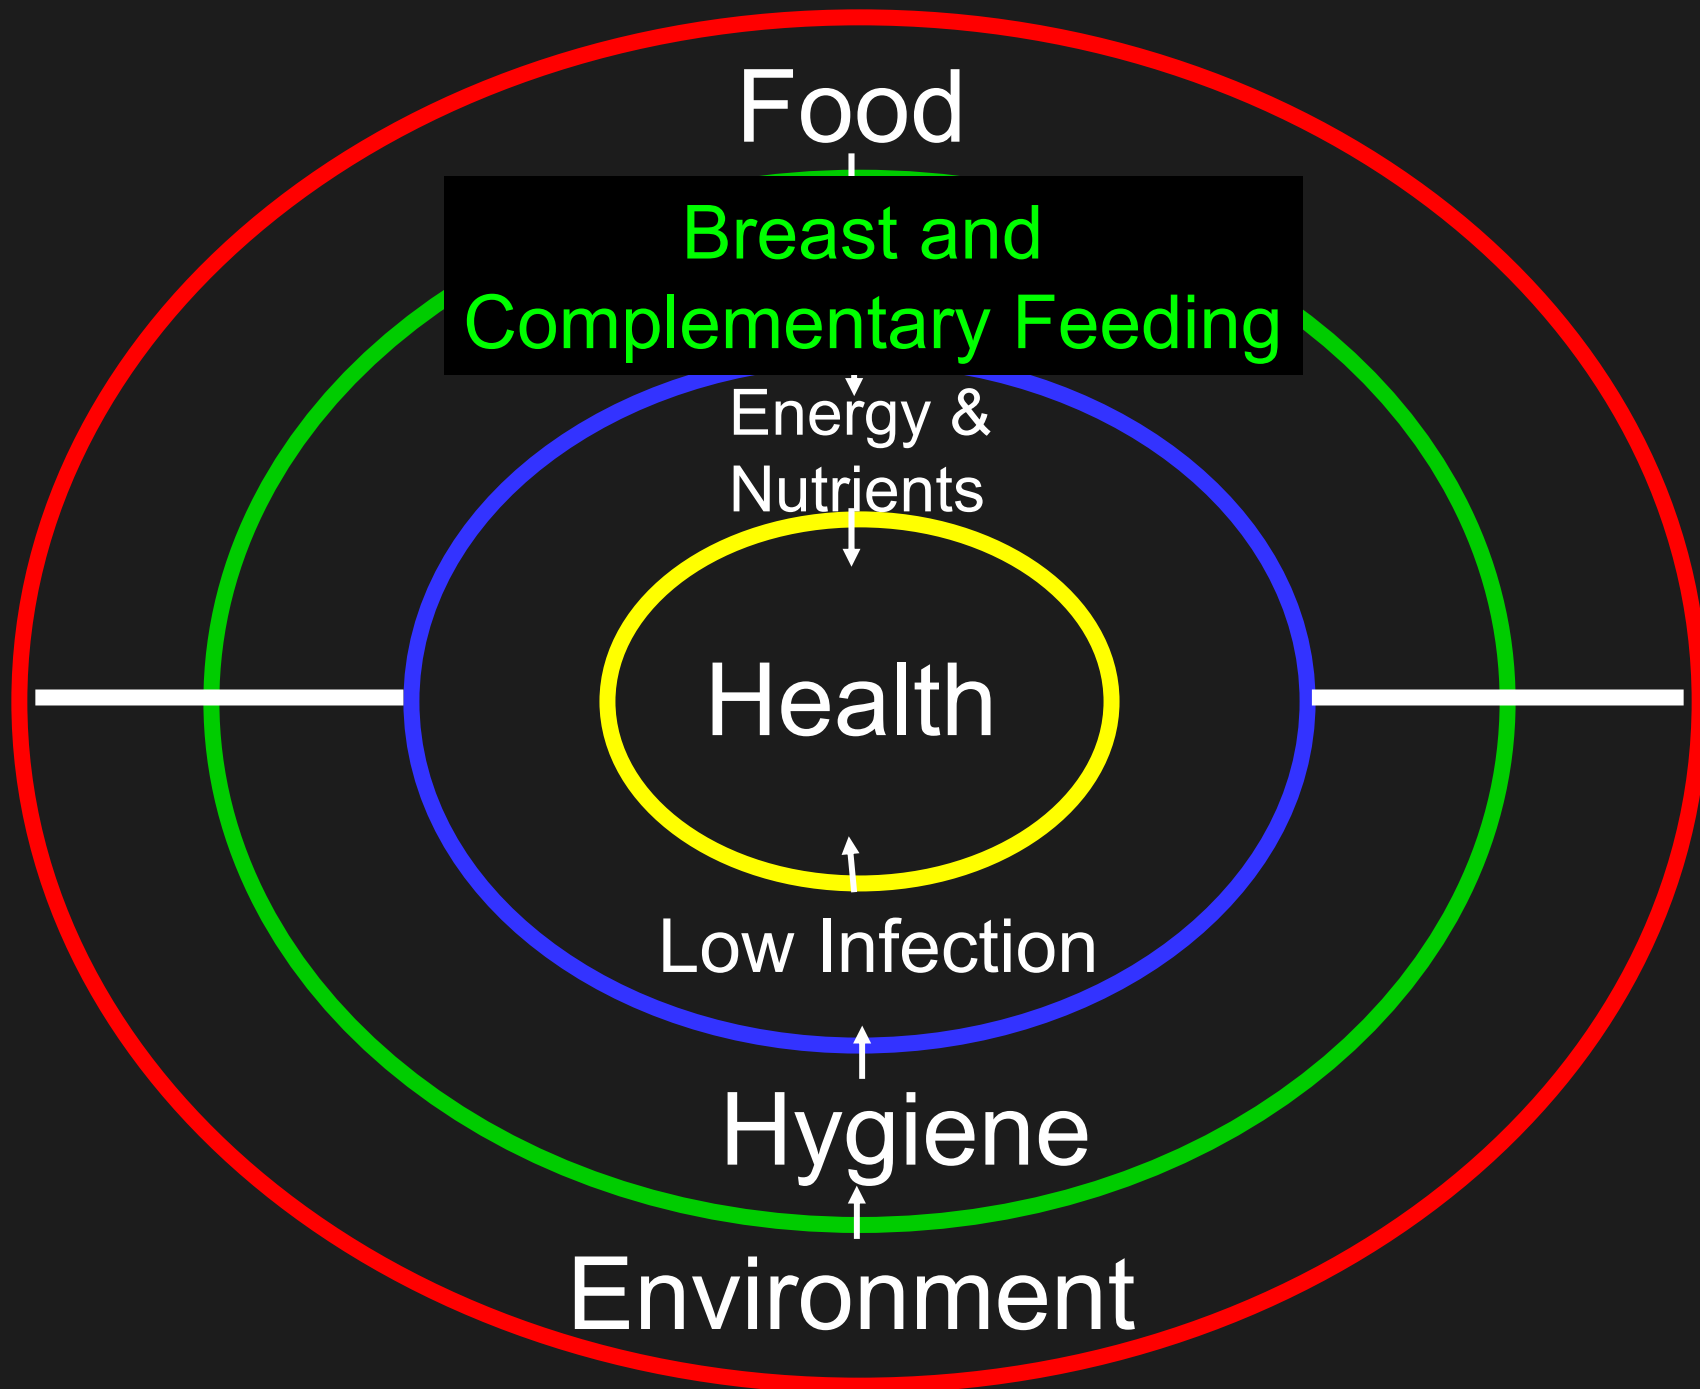 Food
Breast and
Complementary Feeding
Energy &
Nutrients
Health
Low Infection
Hygiene
Environment